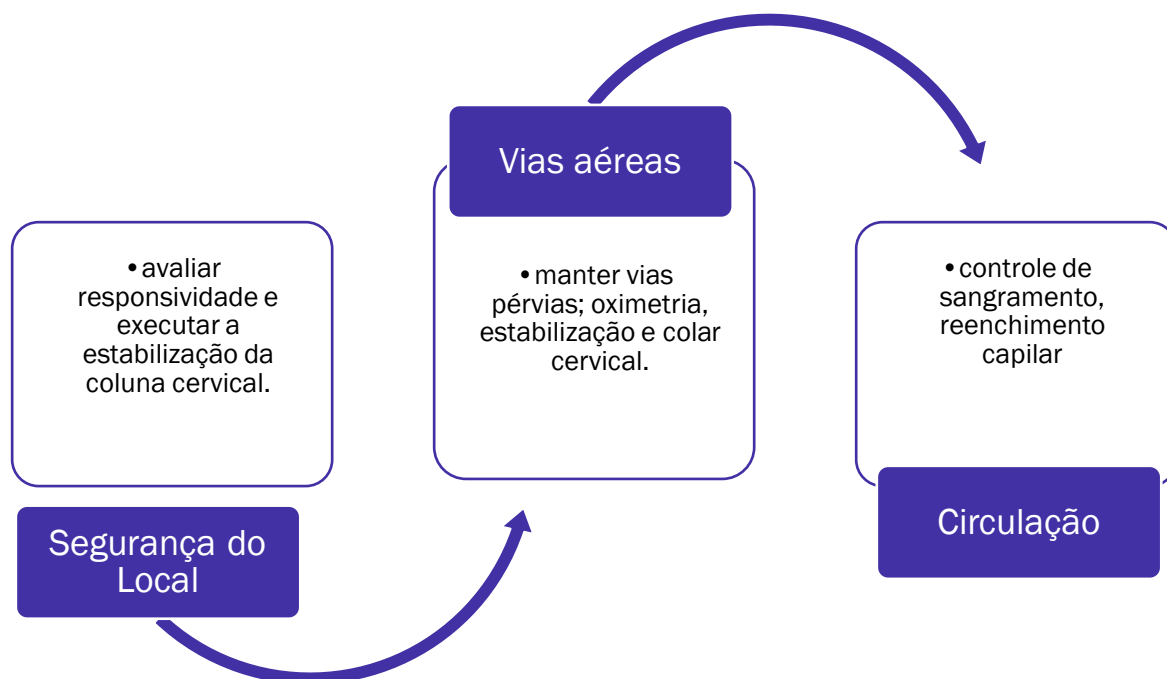 • avaliar
responsividade e
executar a
estabilização da
coluna cervical.
Segurança do
Local
Vias aéreas
• manter vias
pérvias; oximetria,
estabilização e colar
cervical.
• controle de
sangramento,
reenchimento
capilar
Circulação